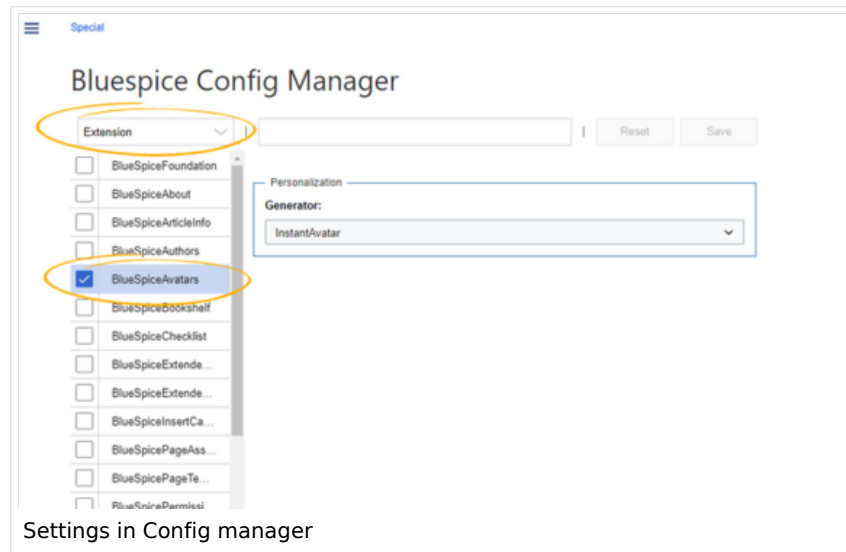 Special
Bluespice Config Manager
Extension | | Reset Save
BlueSpiceFoundation
BlueSpiceAbout
BlueSpiceArticleInfo
BlueSpiceAuthors
BlueSpiceAvatars
BlueSpiceBookshelf
BlueSpiceChecklist
BlueSpiceExtende...
BlueSpiceExtende...
BlueSpiceInsertCa...
BlueSpicePageAss...
BlueSpicePageTe...
BlueSpicePermissi
Personalization
Generator:
InstantAvatar
Settings in Config manager